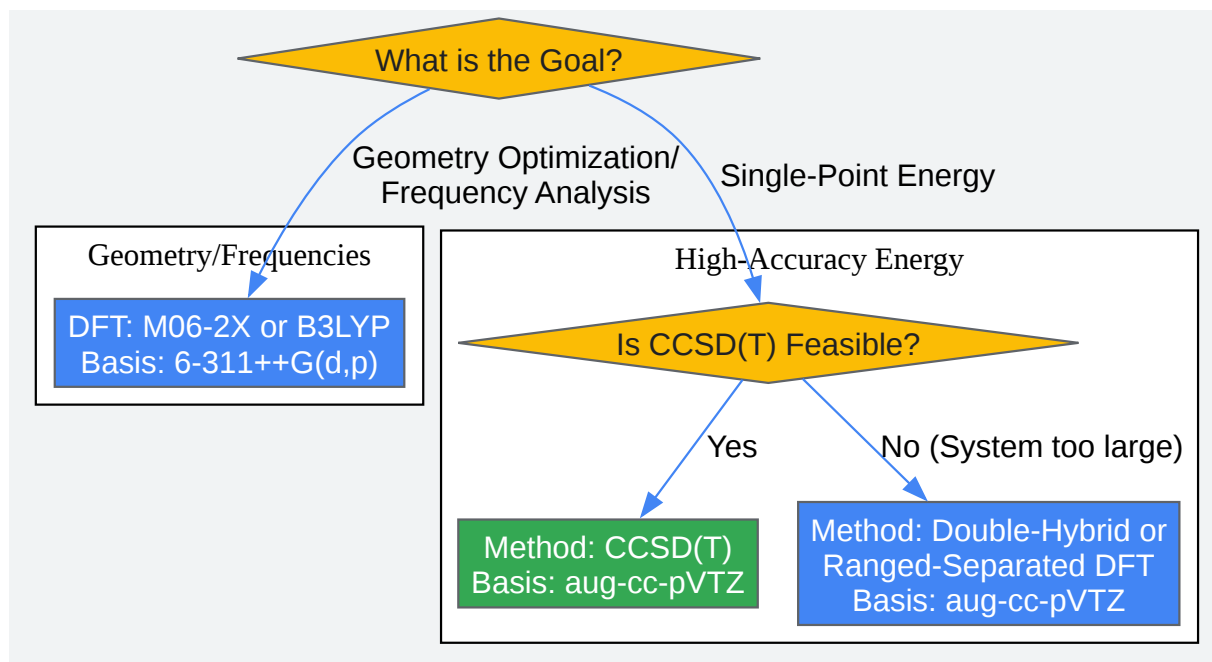 What is the Goal?
Geometry Optimization/
Frequency Analysis
Single-Point Energy
Geometry/Frequencies
DFT: M06-2X or B3LYP
Basis: 6-311++G(d,p)
High-Accuracy Energy
Is CCSD(T) Feasible?
Yes
No (System too large)
Method: CCSD(T)
Basis: aug-cc-pVTZ
Method: Double-Hybrid or
Ranged-Separated DFT
Basis: aug-cc-pVTZ